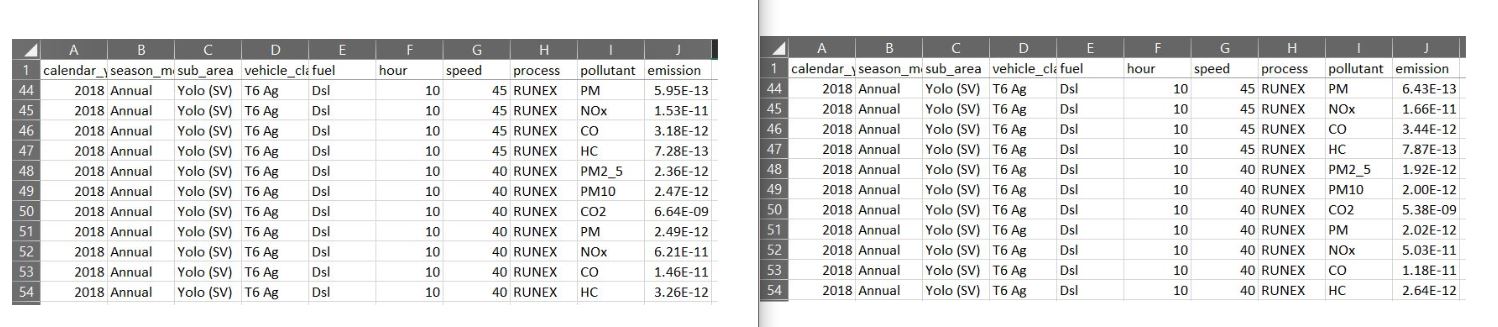 A B C D E F G H I J
1 calendar_y season_mo sub_area vehicle_cla fuel hour speed process pollutant emission
44 2018 Annual Yolo (SV) T6 Ag Dsl 10 45 RUNEX PM 5.95E-13
45 2018 Annual Yolo (SV) T6 Ag Dsl 10 45 RUNEX NOx 1.53E-11
46 2018 Annual Yolo (SV) T6 Ag Dsl 10 45 RUNEX CO 3.18E-12
47 2018 Annual Yolo (SV) T6 Ag Dsl 10 45 RUNEX HC 7.28E-13
48 2018 Annual Yolo (SV) T6 Ag Dsl 10 40 RUNEX PM2_5 2.36E-12
49 2018 Annual Yolo (SV) T6 Ag Dsl 10 40 RUNEX PM10 2.47E-12
50 2018 Annual Yolo (SV) T6 Ag Dsl 10 40 RUNEX CO2 6.64E-09
51 2018 Annual Yolo (SV) T6 Ag Dsl 10 40 RUNEX PM 2.49E-12
52 2018 Annual Yolo (SV) T6 Ag Dsl 10 40 RUNEX NOx 6.21E-11
53 2018 Annual Yolo (SV) T6 Ag Dsl 10 40 RUNEX CO 1.46E-11
54 2018 Annual Yolo (SV) T6 Ag Dsl 10 40 RUNEX HC 3.26E-12
A B C D E F G H I J
1 calendar_y season_mo sub_area vehicle_cla fuel hour speed process pollutant emission
44 2018 Annual Yolo (SV) T6 Ag Dsl 10 45 RUNEX PM 6.43E-13
45 2018 Annual Yolo (SV) T6 Ag Dsl 10 45 RUNEX NOx 1.66E-11
46 2018 Annual Yolo (SV) T6 Ag Dsl 10 45 RUNEX CO 3.44E-12
47 2018 Annual Yolo (SV) T6 Ag Dsl 10 45 RUNEX HC 7.87E-13
48 2018 Annual Yolo (SV) T6 Ag Dsl 10 40 RUNEX PM2_5 1.92E-12
49 2018 Annual Yolo (SV) T6 Ag Dsl 10 40 RUNEX PM10 2.00E-12
50 2018 Annual Yolo (SV) T6 Ag Dsl 10 40 RUNEX CO2 5.38E-09
51 2018 Annual Yolo (SV) T6 Ag Dsl 10 40 RUNEX PM 2.02E-12
52 2018 Annual Yolo (SV) T6 Ag Dsl 10 40 RUNEX NOx 5.03E-11
53 2018 Annual Yolo (SV) T6 Ag Dsl 10 40 RUNEX CO 1.18E-11
54 2018 Annual Yolo (SV) T6 Ag Dsl 10 40 RUNEX HC 2.64E-12